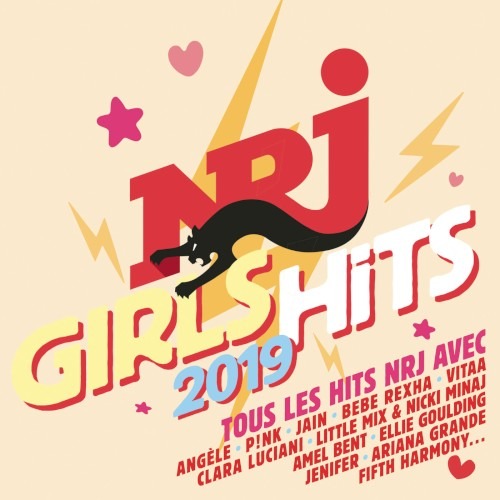 NRJ
GIRLS HiTS
2019
TOUS LES HITS NRJ AVEC
ANGÈLE • P!NK • JAIN • BEBE REXHA • VITAA
CLARA LUCIANI • LITTLE MIX & NICKI MINAJ
AMEL BENT • ELLIE GOULDING
JENIFER • ARIANA GRANDE
FIFTH HARMONY...